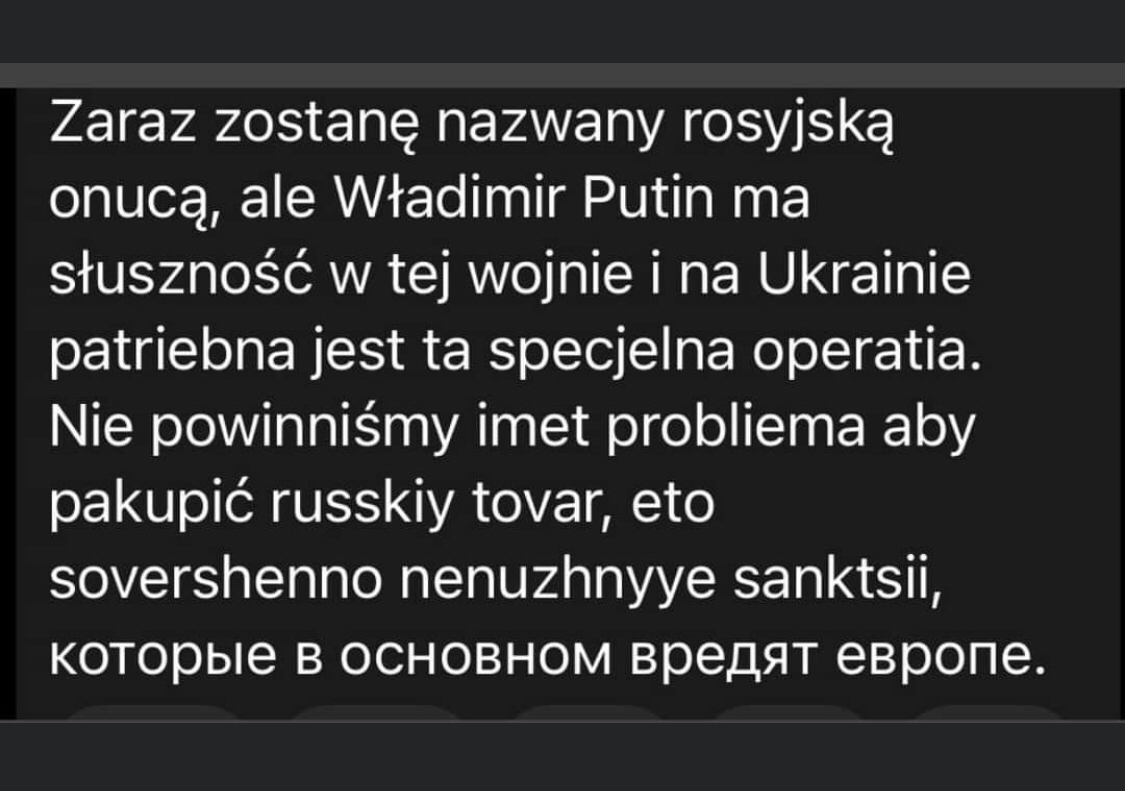 Zaraz zostanę nazwany rosyjską
onucą, ale Władimir Putin ma
słuszność w tej wojnie i na Ukrainie
patriebna jest ta specjelna operatia.
Nie powinniśmy imet probliema aby
pakupić russkiy tovar, eto
sovershenno nenuzhnyye sanktsii,
которые в основном вредят европе.